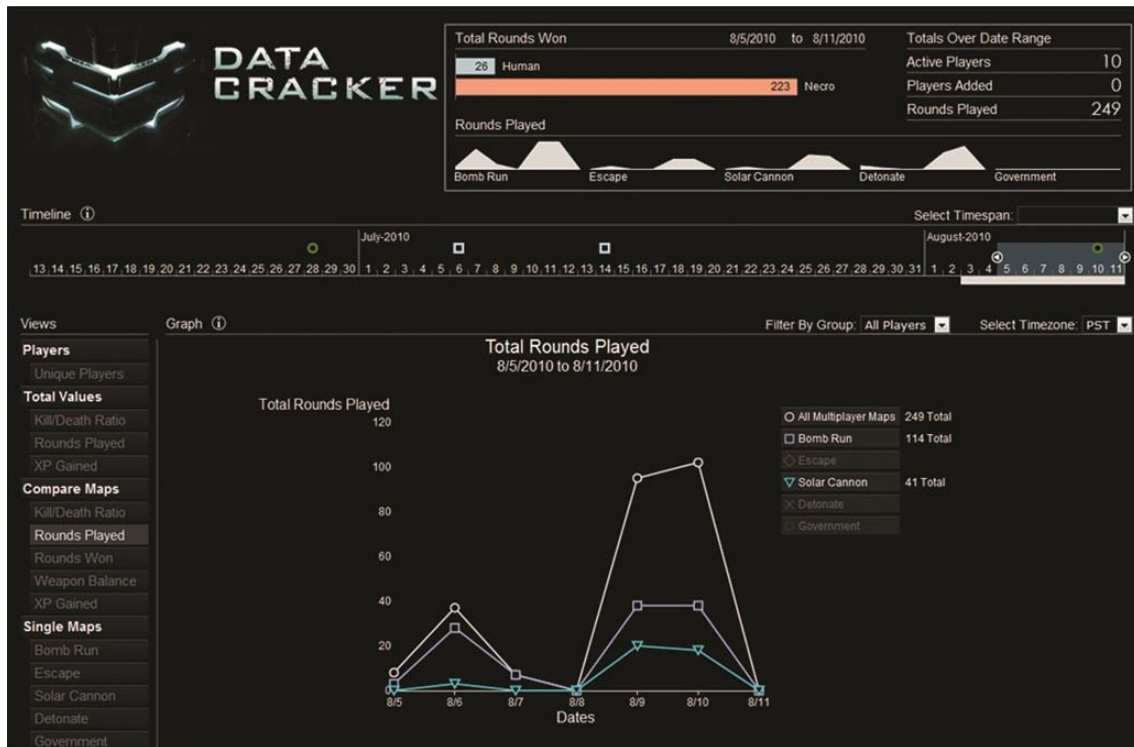 DATA
CRACKER
Total Rounds Won 8/5/2010 to 8/11/2010
26 Human
223 Necro
Rounds Played
Bomb Run Escape Solar Cannon Detonate Government
Totals Over Date Range
Active Players 10
Players Added 0
Rounds Played 249
Timeline i Select Timespan:
July-2010 August-2010
13 14 15 16 17 18 19 20 21 22 23 24 25 26 27 28 29 30 1 2 3 4 5 6 7 8 9 10 11 12 13 14 15 16 17 18 19 20 21 22 23 24 25 26 27 28 29 30 31 1 2 3 4 5 6 7 8 9 10 11
Views
Players
Unique Players
Total Values
Kill/Death Ratio
Rounds Played
XP Gained
Compare Maps
Kill/Death Ratio
Rounds Played
Rounds Won
Weapon Balance
XP Gained
Single Maps
Bomb Run
Escape
Solar Cannon
Detonate
Government
Graph i Filter By Group: All Players Select Timezone: PST
Total Rounds Played
8/5/2010 to 8/11/2010
Total Rounds Played
120
100
80
60
40
20
0
8/5 8/6 8/7 8/8 8/9 8/10 8/11
Dates
All Multiplayer Maps 249 Total
Bomb Run 114 Total
Escape
Solar Cannon 41 Total
Detonate
Government